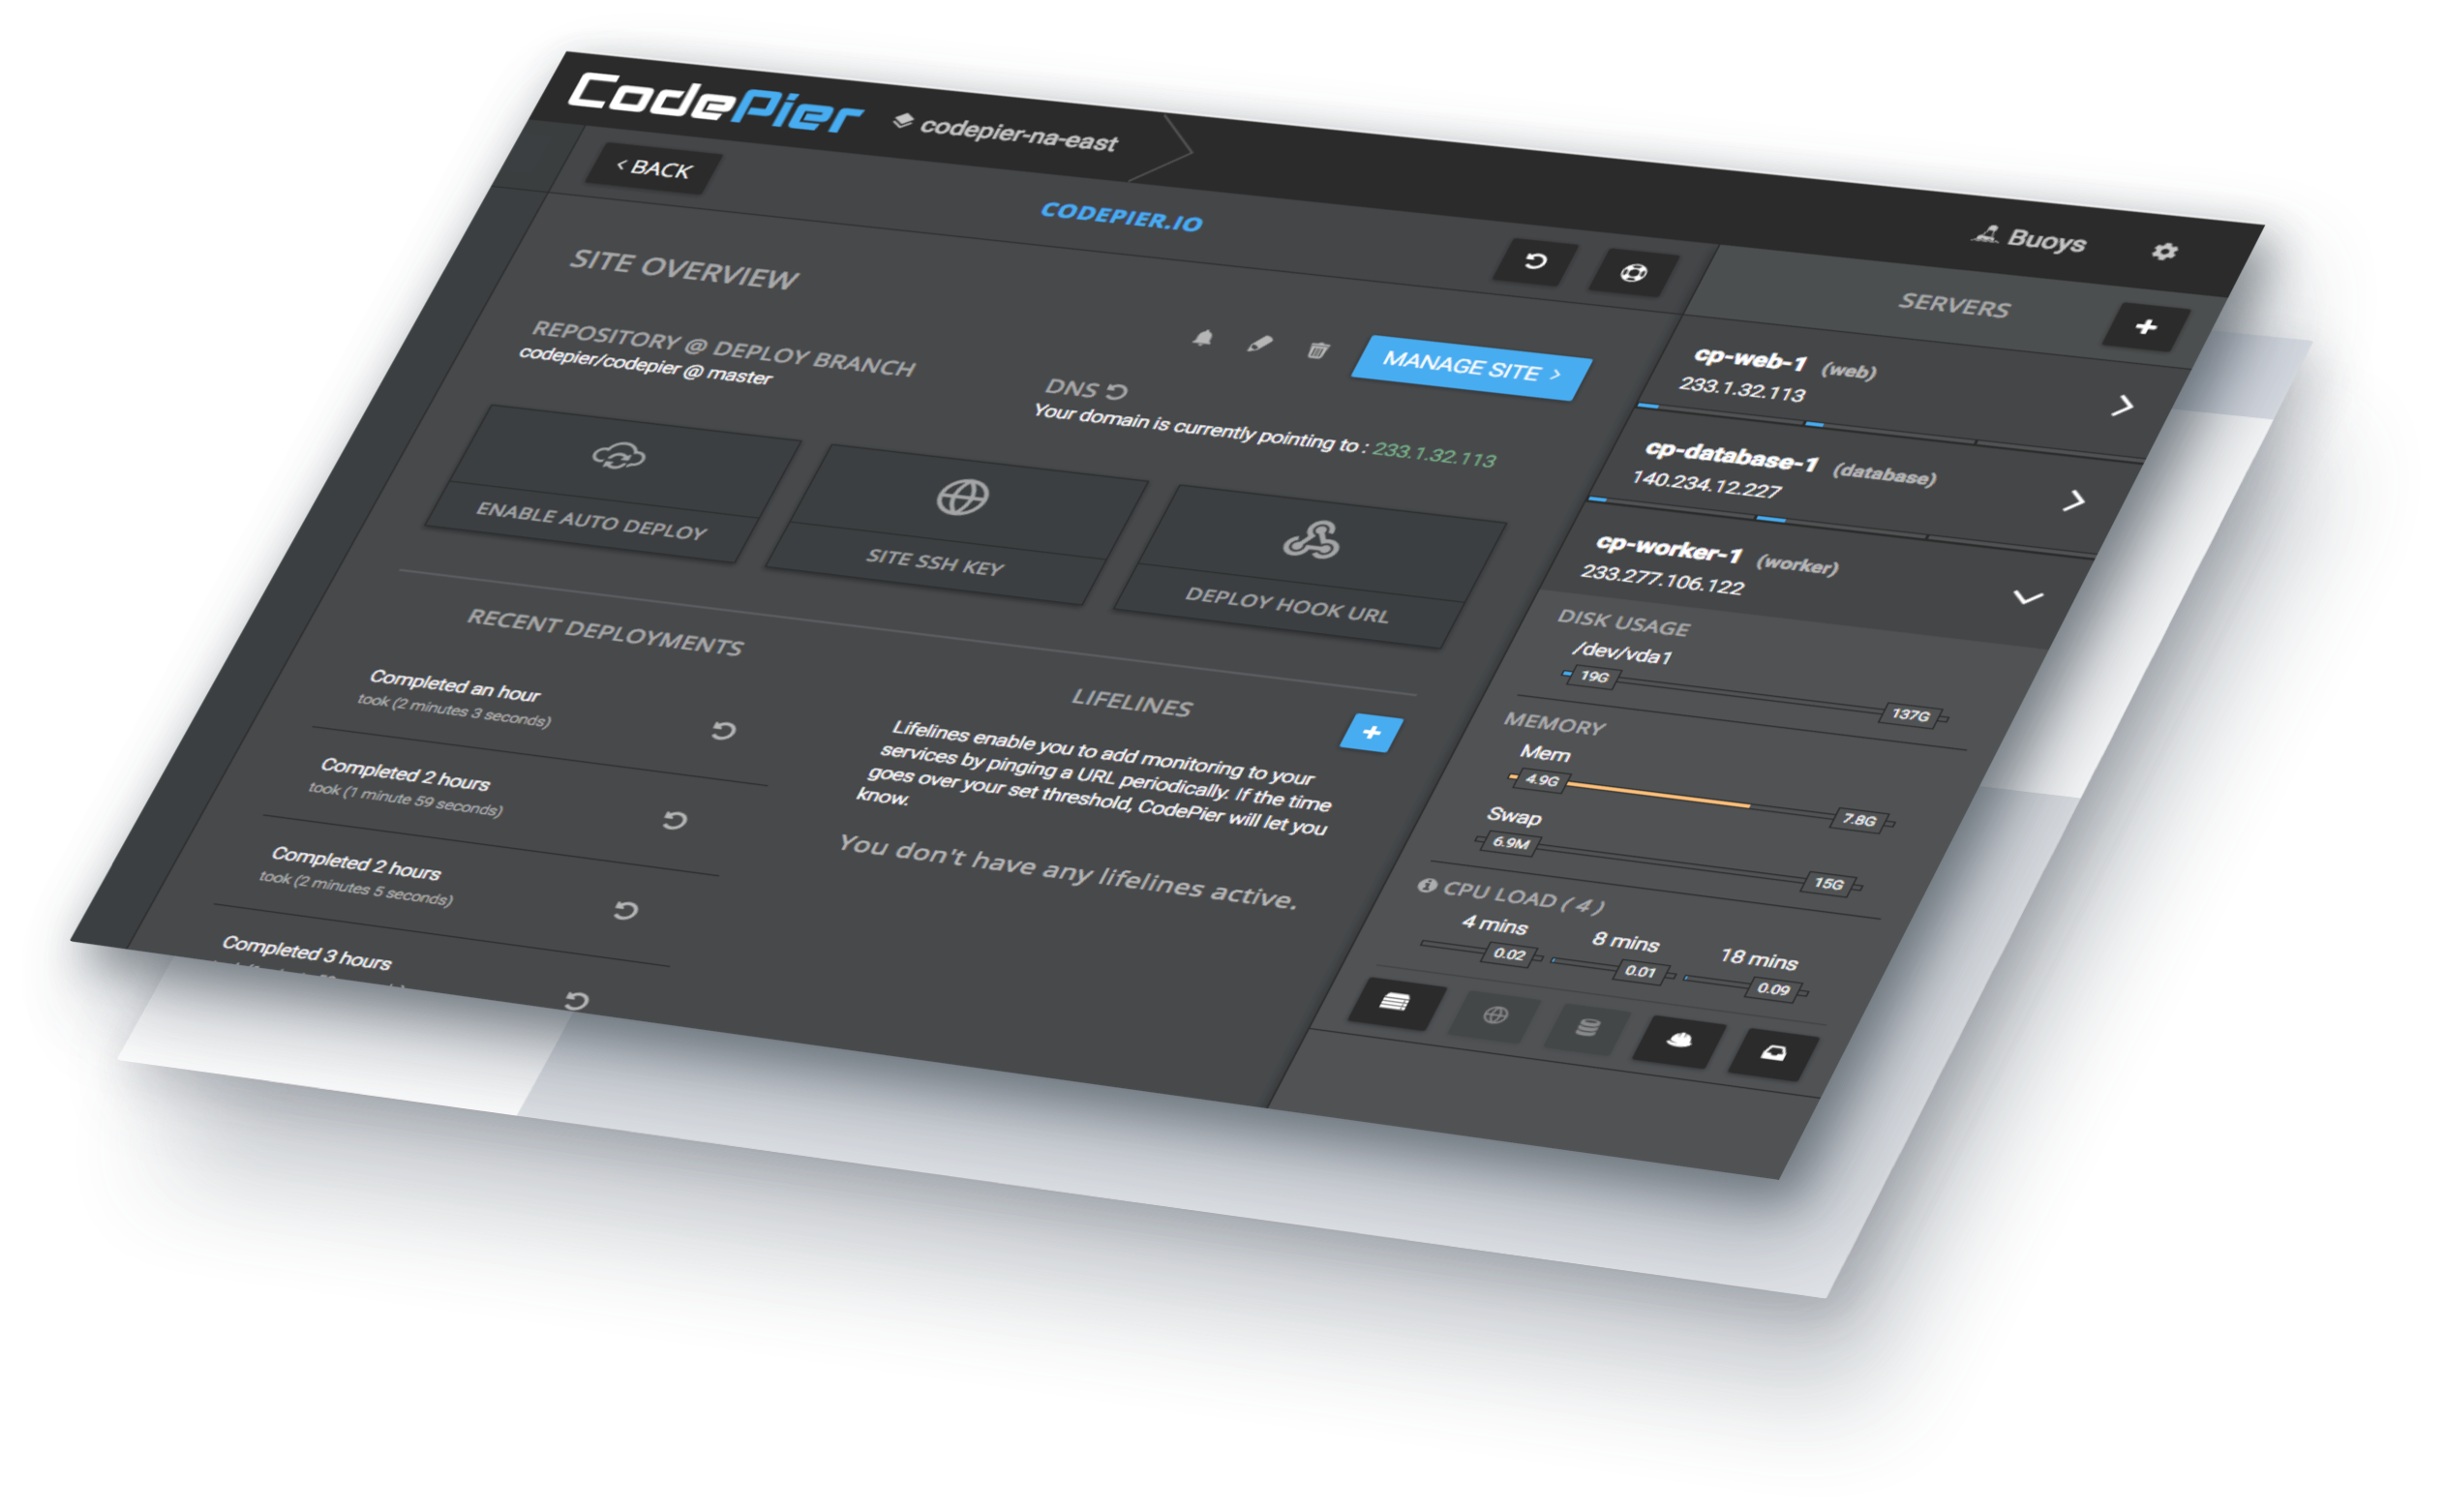 CodePier
codepier-na-east
Buoys
BACK
CODEPIER.IO
SITE OVERVIEW
MANAGE SITE
REPOSITORY @ DEPLOY BRANCH
codepier/codepier @ master
DNS
Your domain is currently pointing to : 233.1.32.113
ENABLE AUTO DEPLOY
SITE SSH KEY
DEPLOY HOOK URL
RECENT DEPLOYMENTS
Completed an hour
took (2 minutes 3 seconds)
Completed 2 hours
took (1 minute 59 seconds)
Completed 2 hours
took (2 minutes 5 seconds)
Completed 3 hours
LIFELINES
Lifelines enable you to add monitoring to your
services by pinging a URL periodically. If the time
goes over your set threshold, CodePier will let you
know.
You don't have any lifelines active.
SERVERS
cp-web-1 (web)
233.1.32.113
cp-database-1 (database)
140.234.12.227
cp-worker-1 (worker)
233.277.106.122
DISK USAGE
/dev/vda1
19G 137G
MEMORY
Mem
4.9G 7.8G
Swap
6.9M 15G
CPU LOAD ( 4 )
4 mins 8 mins 18 mins
0.02 0.01 0.09